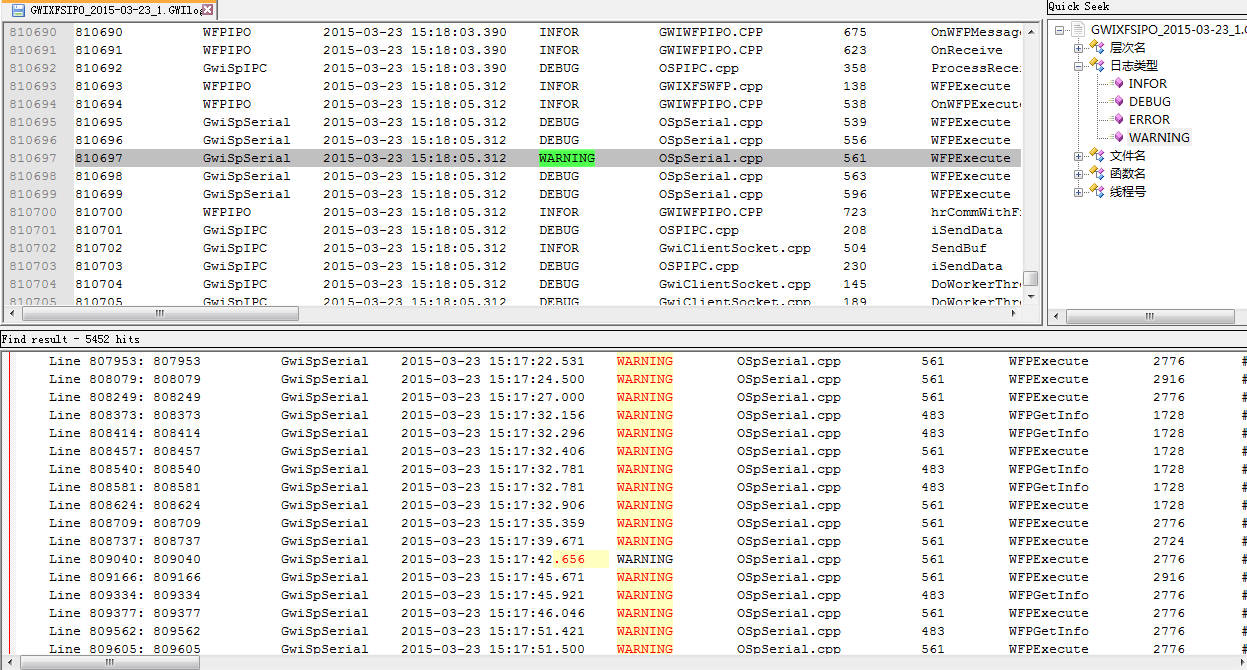 GWIXFSIPO_2015-03-23_1.GWILog
810690 810690 WFPIPO 2015-03-23 15:18:03.390 INFOR GWIWFPIPO.CPP 675 OnWFPMessag
810691 810691 WFPIPO 2015-03-23 15:18:03.390 INFOR GWIWFPIPO.CPP 623 OnReceive
810692 810692 GwiSpIPC 2015-03-23 15:18:03.390 DEBUG OSPIPC.cpp 358 ProcessRece
810693 810693 WFPIPO 2015-03-23 15:18:05.312 INFOR GWIXFSWFP.cpp 138 WFPExecute
810694 810694 WFPIPO 2015-03-23 15:18:05.312 INFOR GWIWFPIPO.CPP 538 OnWFPExecut
810695 810695 GwiSpSerial 2015-03-23 15:18:05.312 DEBUG OSpSerial.cpp 539 WFPExecute
810696 810696 GwiSpSerial 2015-03-23 15:18:05.312 DEBUG OSpSerial.cpp 556 WFPExecute
810697 810697 GwiSpSerial 2015-03-23 15:18:05.312 WARNING OSpSerial.cpp 561 WFPExecute
810698 810698 GwiSpSerial 2015-03-23 15:18:05.312 DEBUG OSpSerial.cpp 563 WFPExecute
810699 810699 GwiSpSerial 2015-03-23 15:18:05.312 DEBUG OSpSerial.cpp 596 WFPExecute
810700 810700 WFPIPO 2015-03-23 15:18:05.312 INFOR GWIWFPIPO.CPP 723 hrCommWithF
810701 810701 GwiSpIPC 2015-03-23 15:18:05.312 DEBUG OSPIPC.cpp 208 iSendData
810702 810702 GwiSpIPC 2015-03-23 15:18:05.312 INFOR GwiClientSocket.cpp 504 SendBuf
810703 810703 GwiSpIPC 2015-03-23 15:18:05.312 DEBUG OSPIPC.cpp 230 iSendData
810704 810704 GwiSpIPC 2015-03-23 15:18:05.312 DEBUG GwiClientSocket.cpp 145 DoWorkerThr
810705 810705 GwiSpIPC 2015-03-23 15:18:05.312 DEBUG GwiClientSocket.cpp 189 DoWorkerThr
Quick Seek
GWIXFSIPO_2015-03-23_1.G
层次名
日志类型
INFOR
DEBUG
ERROR
WARNING
文件名
函数名
线程号
Find result - 5452 hits
Line 807953: 807953 GwiSpSerial 2015-03-23 15:17:22.531 WARNING OSpSerial.cpp 561 WFPExecute 2776 #
Line 808079: 808079 GwiSpSerial 2015-03-23 15:17:24.500 WARNING OSpSerial.cpp 561 WFPExecute 2916 #
Line 808249: 808249 GwiSpSerial 2015-03-23 15:17:27.000 WARNING OSpSerial.cpp 561 WFPExecute 2776 #
Line 808373: 808373 GwiSpSerial 2015-03-23 15:17:32.156 WARNING OSpSerial.cpp 483 WFPGetInfo 1728 #
Line 808414: 808414 GwiSpSerial 2015-03-23 15:17:32.296 WARNING OSpSerial.cpp 483 WFPGetInfo 1728 #
Line 808457: 808457 GwiSpSerial 2015-03-23 15:17:32.406 WARNING OSpSerial.cpp 561 WFPExecute 1728 #
Line 808540: 808540 GwiSpSerial 2015-03-23 15:17:32.781 WARNING OSpSerial.cpp 483 WFPGetInfo 1728 #
Line 808581: 808581 GwiSpSerial 2015-03-23 15:17:32.781 WARNING OSpSerial.cpp 483 WFPGetInfo 1728 #
Line 808624: 808624 GwiSpSerial 2015-03-23 15:17:32.906 WARNING OSpSerial.cpp 561 WFPExecute 1728 #
Line 808709: 808709 GwiSpSerial 2015-03-23 15:17:35.359 WARNING OSpSerial.cpp 561 WFPExecute 2776 #
Line 808737: 808737 GwiSpSerial 2015-03-23 15:17:39.671 WARNING OSpSerial.cpp 561 WFPExecute 2724 #
Line 809040: 809040 GwiSpSerial 2015-03-23 15:17:42.656 WARNING OSpSerial.cpp 561 WFPExecute 2776 #
Line 809166: 809166 GwiSpSerial 2015-03-23 15:17:45.671 WARNING OSpSerial.cpp 561 WFPExecute 2916 #
Line 809334: 809334 GwiSpSerial 2015-03-23 15:17:45.921 WARNING OSpSerial.cpp 483 WFPGetInfo 2776 #
Line 809377: 809377 GwiSpSerial 2015-03-23 15:17:46.046 WARNING OSpSerial.cpp 561 WFPExecute 2776 #
Line 809562: 809562 GwiSpSerial 2015-03-23 15:17:51.421 WARNING OSpSerial.cpp 483 WFPGetInfo 2776 #
Line 809605: 809605 GwiSpSerial 2015-03-23 15:17:51.500 WARNING OSpSerial.cpp 561 WFPExecute 2776 #